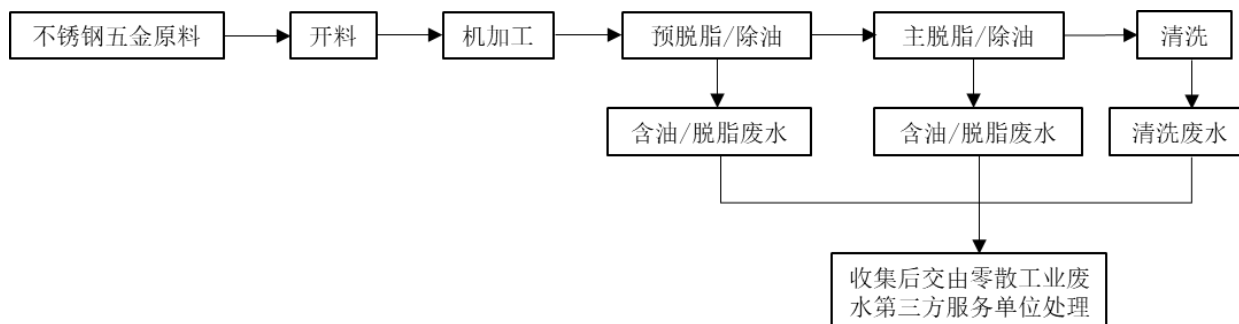 不锈钢五金原料
开料
机加工
预脱脂/除油
主脱脂/除油
清洗
含油/脱脂废水
含油/脱脂废水
清洗废水
收集后交由零散工业废
水第三方服务单位处理